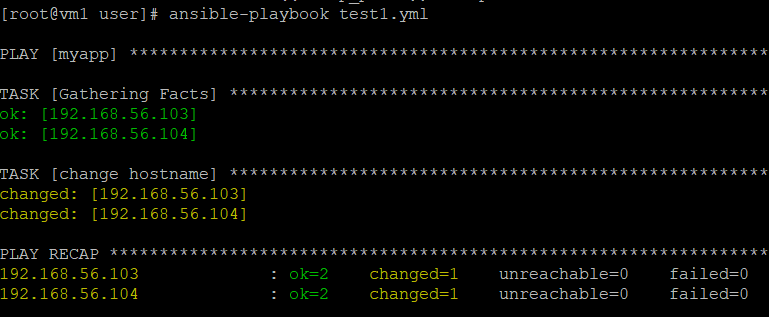 [root@vm1 user]# ansible-playbook test1.yml
PLAY [myapp] ****************************************************************
TASK [Gathering Facts] ******************************************************
ok: [192.168.56.103]
ok: [192.168.56.104]
TASK [change hostname] ******************************************************
changed: [192.168.56.103]
changed: [192.168.56.104]
PLAY RECAP ******************************************************************
192.168.56.103 : ok=2 changed=1 unreachable=0 failed=0
192.168.56.104 : ok=2 changed=1 unreachable=0 failed=0